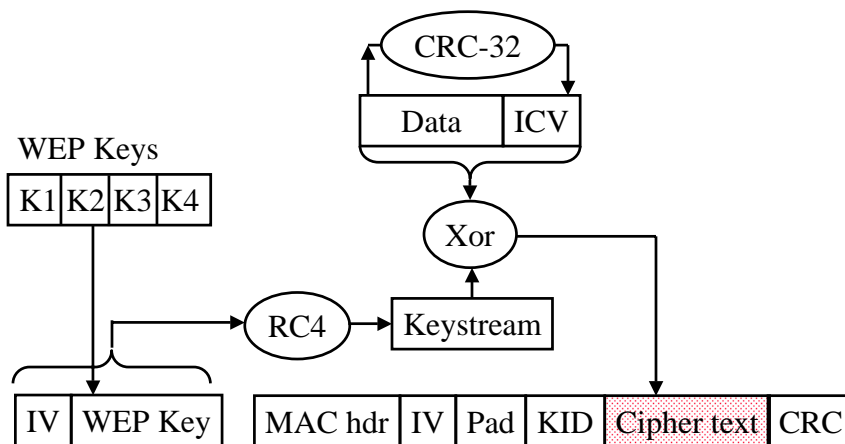 CRC-32
Data ICV
WEP Keys
K1 K2 K3 K4
Xor
RC4
Keystream
IV WEP Key
MAC hdr IV Pad KID Cipher text CRC